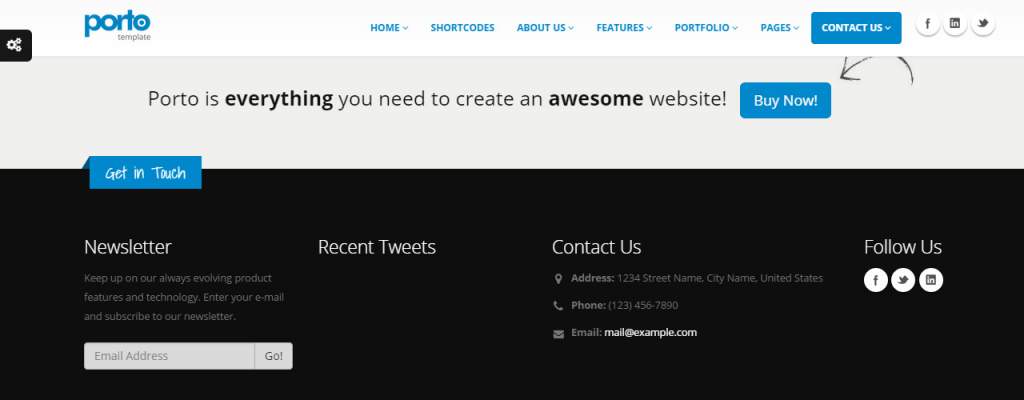 porto
template
HOME SHORTCODES ABOUT US FEATURES PORTFOLIO PAGES CONTACT US
Porto is everything you need to create an awesome website! Buy Now!
Get in Touch
Newsletter
Keep up on our always evolving product
features and technology. Enter your e-mail
and subscribe to our newsletter.
Email Address Go!
Recent Tweets
Contact Us
Address: 1234 Street Name, City Name, United States
Phone: (123) 456-7890
Email: mail@example.com
Follow Us